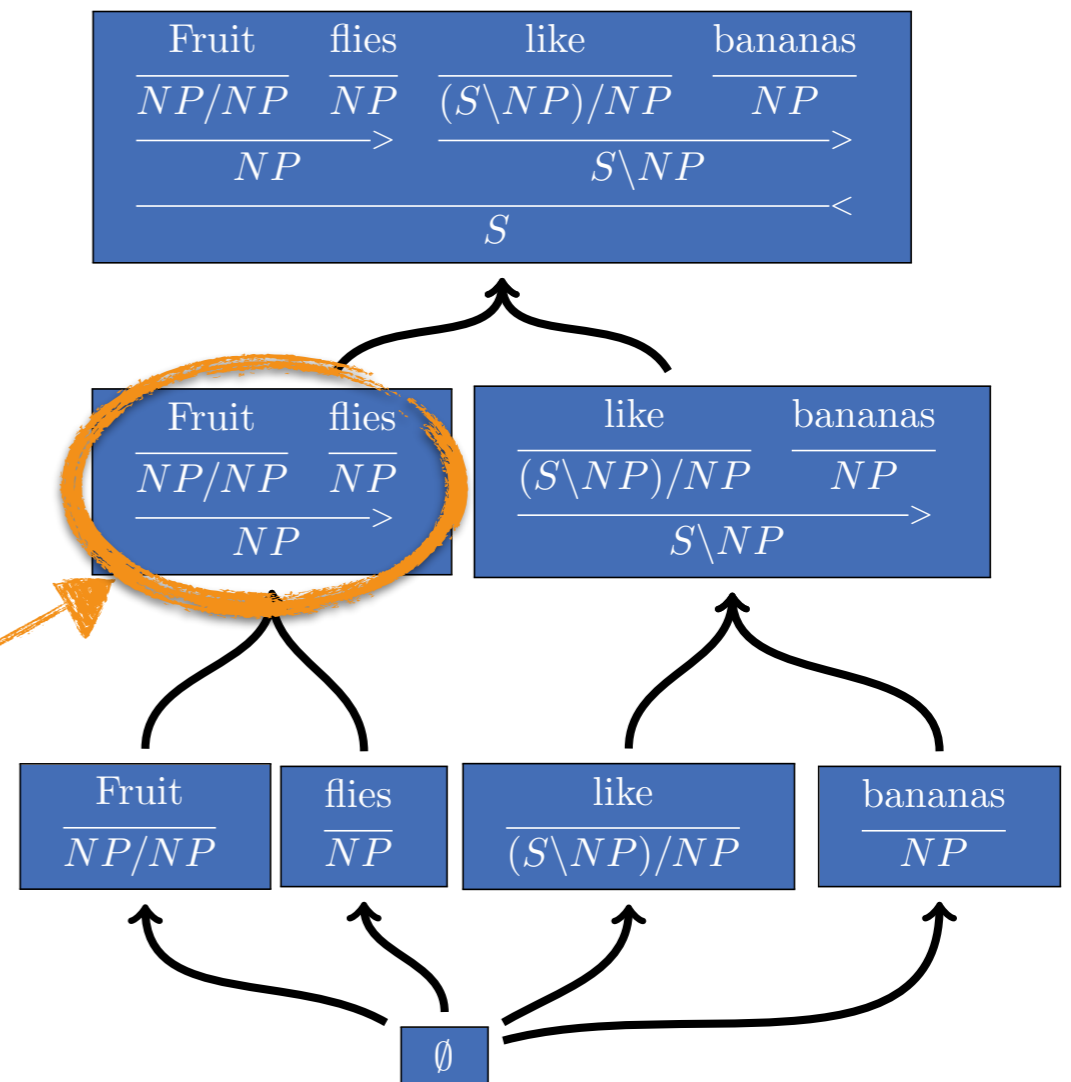 Fruit flies like bananas
NP/NP NP (S\NP)/NP NP
> >
NP S\NP
<
S
Fruit flies
NP/NP NP
>
NP
like bananas
(S\NP)/NP NP
>
S\NP
Fruit
NP/NP
flies
NP
like
(S\NP)/NP
bananas
NP
∅